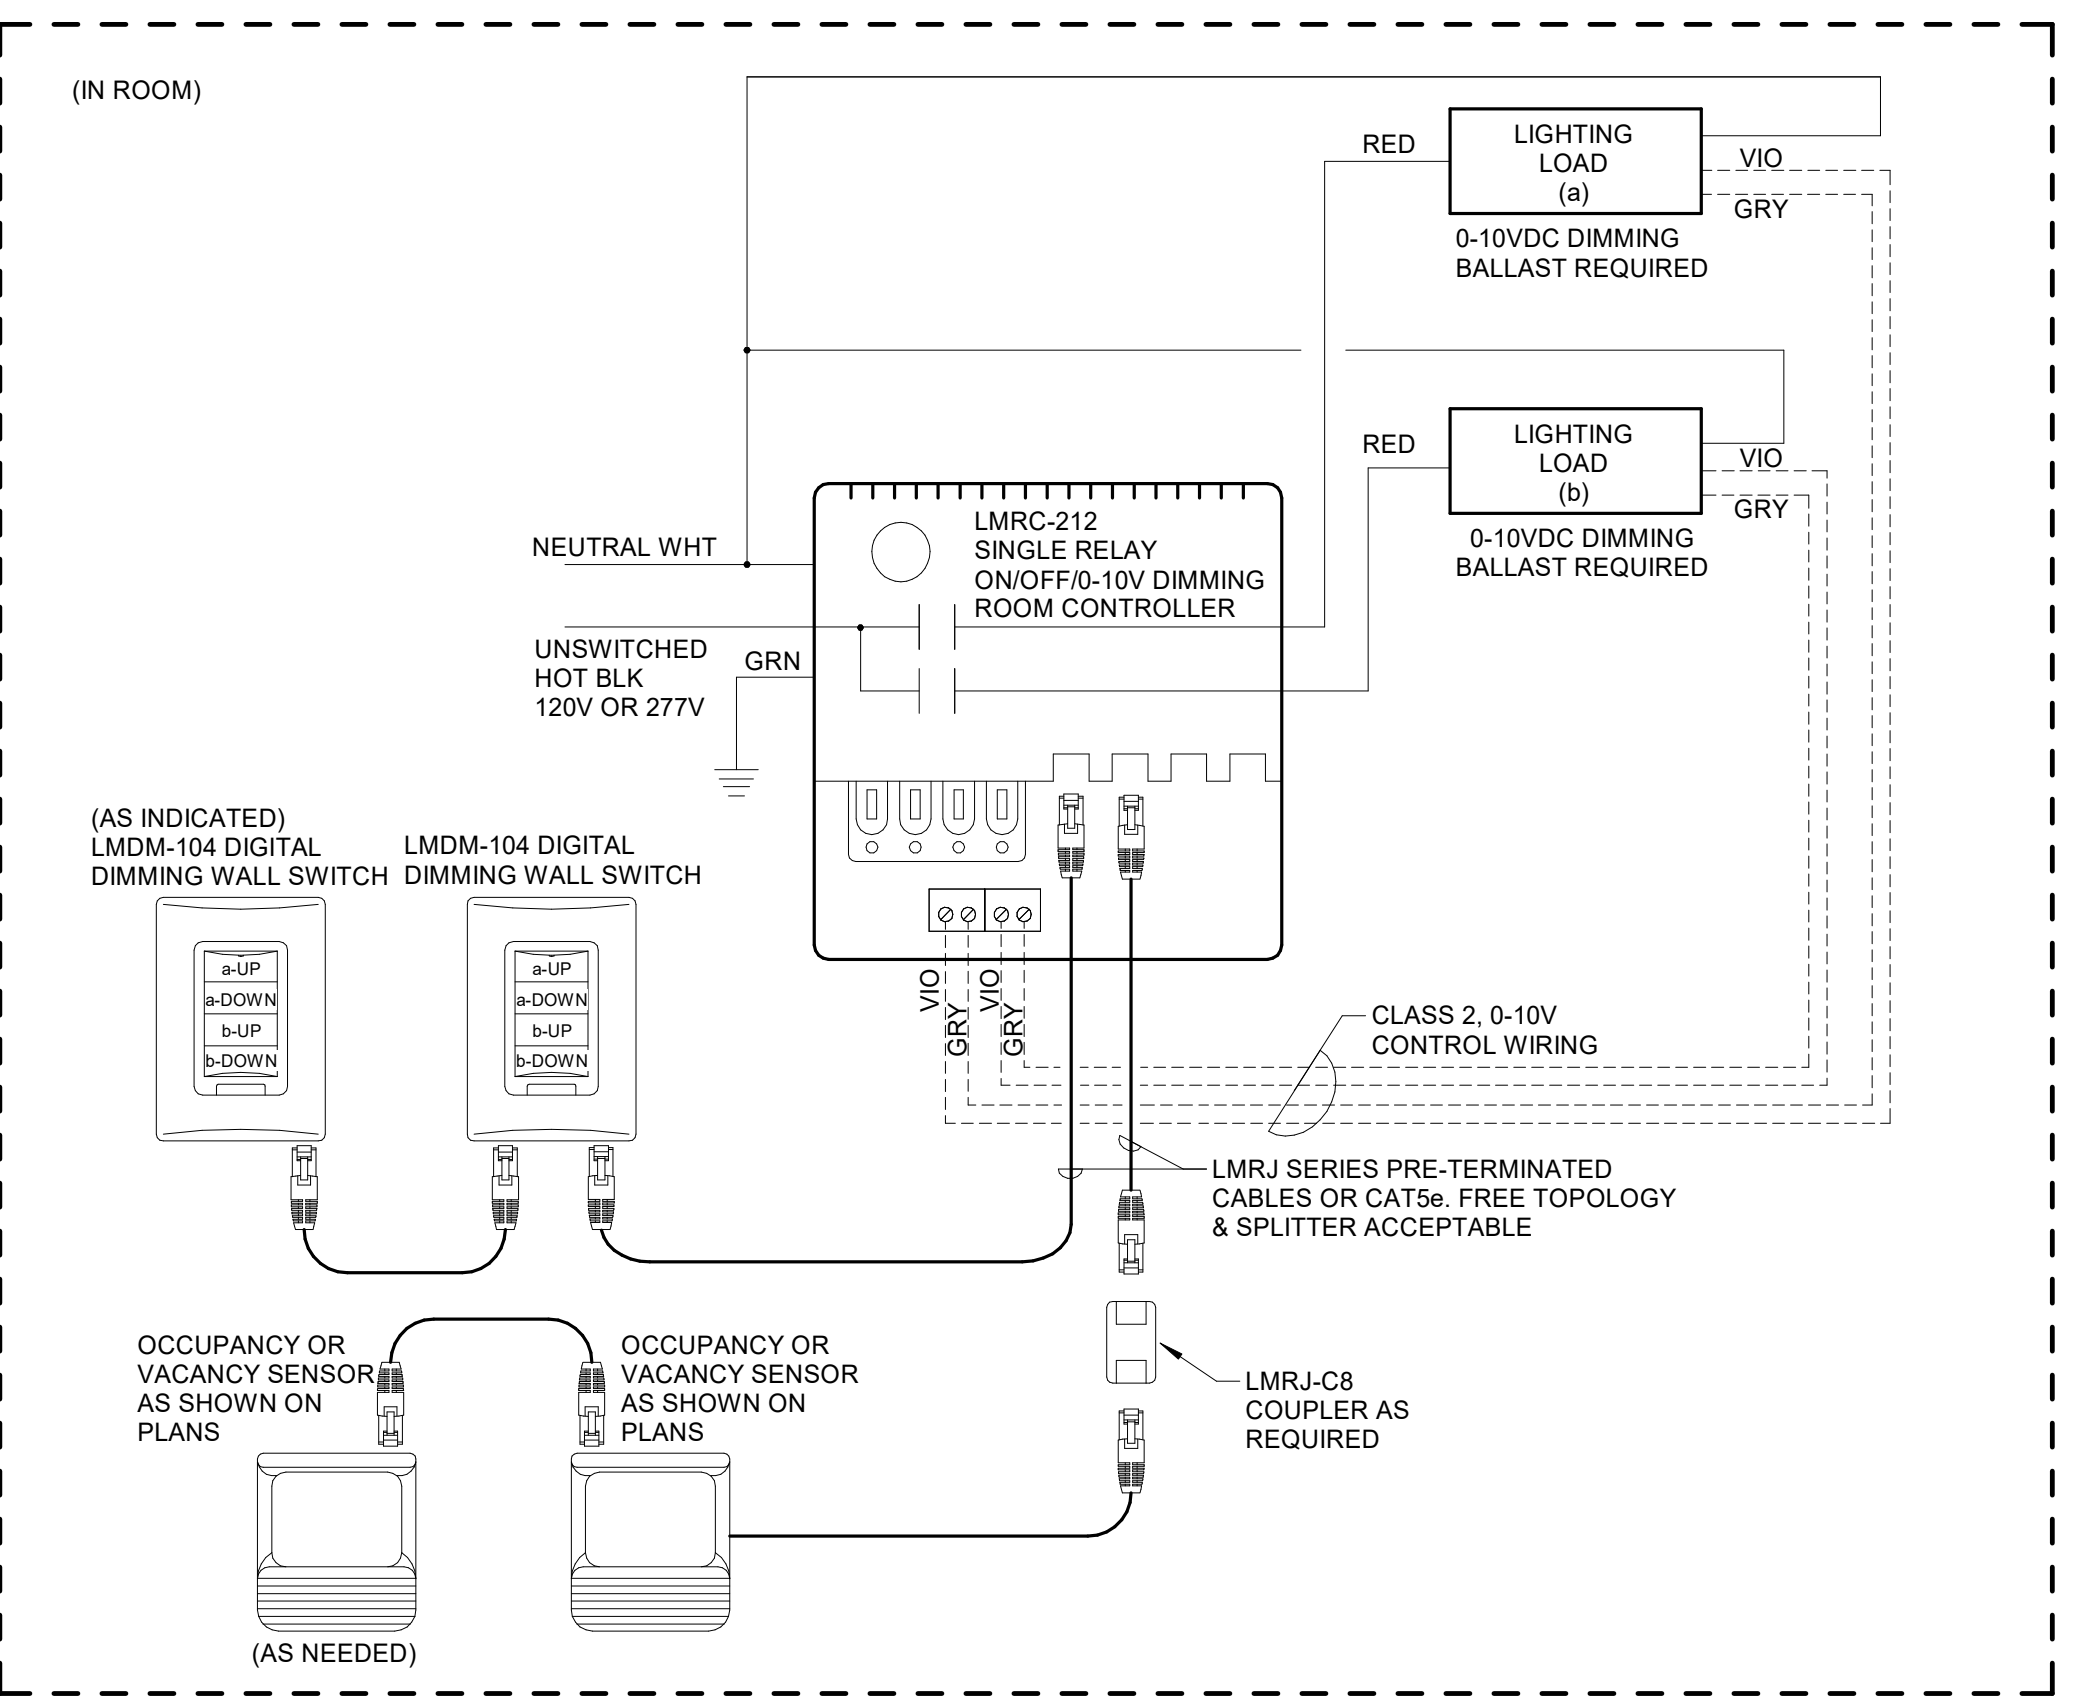 (IN ROOM)
RED
LIGHTING
LOAD
(a)
VIO
GRY
0-10VDC DIMMING
BALLAST REQUIRED
RED
LIGHTING
LOAD
(b)
VIO
GRY
0-10VDC DIMMING
BALLAST REQUIRED
LMRC-212
SINGLE RELAY
ON/OFF/0-10V DIMMING
ROOM CONTROLLER
NEUTRAL WHT
UNSWITCHED
HOT BLK
120V OR 277V
GRN
(AS INDICATED)
LMDM-104 DIGITAL
DIMMING WALL SWITCH
LMDM-104 DIGITAL
DIMMING WALL SWITCH
a-UP
a-DOWN
b-UP
b-DOWN
a-UP
a-DOWN
b-UP
b-DOWN
VIO
GRY
VIO
GRY
CLASS 2, 0-10V
CONTROL WIRING
LMRJ SERIES PRE-TERMINATED
CABLES OR CAT5e. FREE TOPOLOGY
& SPLITTER ACCEPTABLE
OCCUPANCY OR
VACANCY SENSOR
AS SHOWN ON
PLANS
OCCUPANCY OR
VACANCY SENSOR
AS SHOWN ON
PLANS
LMRJ-C8
COUPLER AS
REQUIRED
(AS NEEDED)